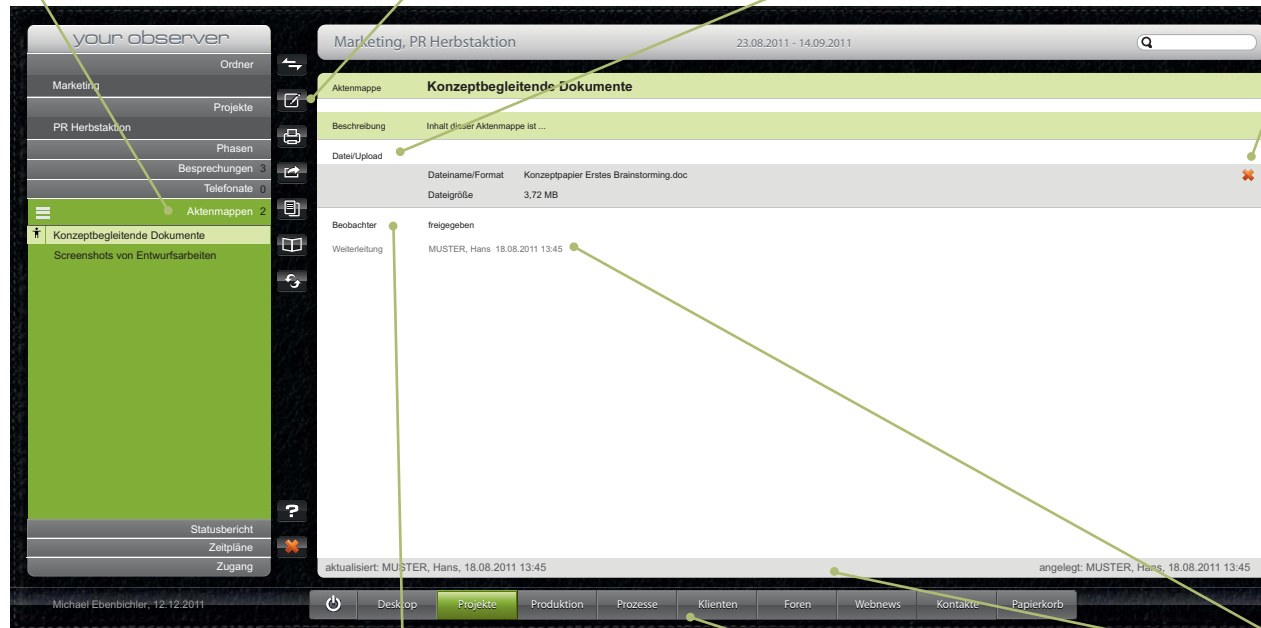 your observer
Ordner
Marketing
Projekte
PR Herbstaktion
Phasen
Besprechungen 3
Telefonate 0
Aktenmappen 2
Konzeptbegleitende Dokumente
Screenshots von Entwurfsarbeiten
Statusbericht
Zeitpläne
Zugang
?
Marketing, PR Herbstaktion 23.08.2011 - 14.09.2011
Aktenmappe Konzeptbegleitende Dokumente
Beschreibung Inhalt dieser Aktenmappe ist ...
Datei/Upload
Dateiname/Format Konzeptpapier Erstes Brainstorming.doc
Dateigröße 3,72 MB
Beobachter freigegeben
Weiterleitung MUSTER, Hans 18.08.2011 13:45
aktualisiert: MUSTER, Hans, 18.08.2011 13:45 angelegt: MUSTER, Hans, 18.08.2011 13:45
Michael Ebenbichler, 12.12.2011 Desktop Projekte Produktion Prozesse Klienten Foren Webnews Kontakte Papierkorb